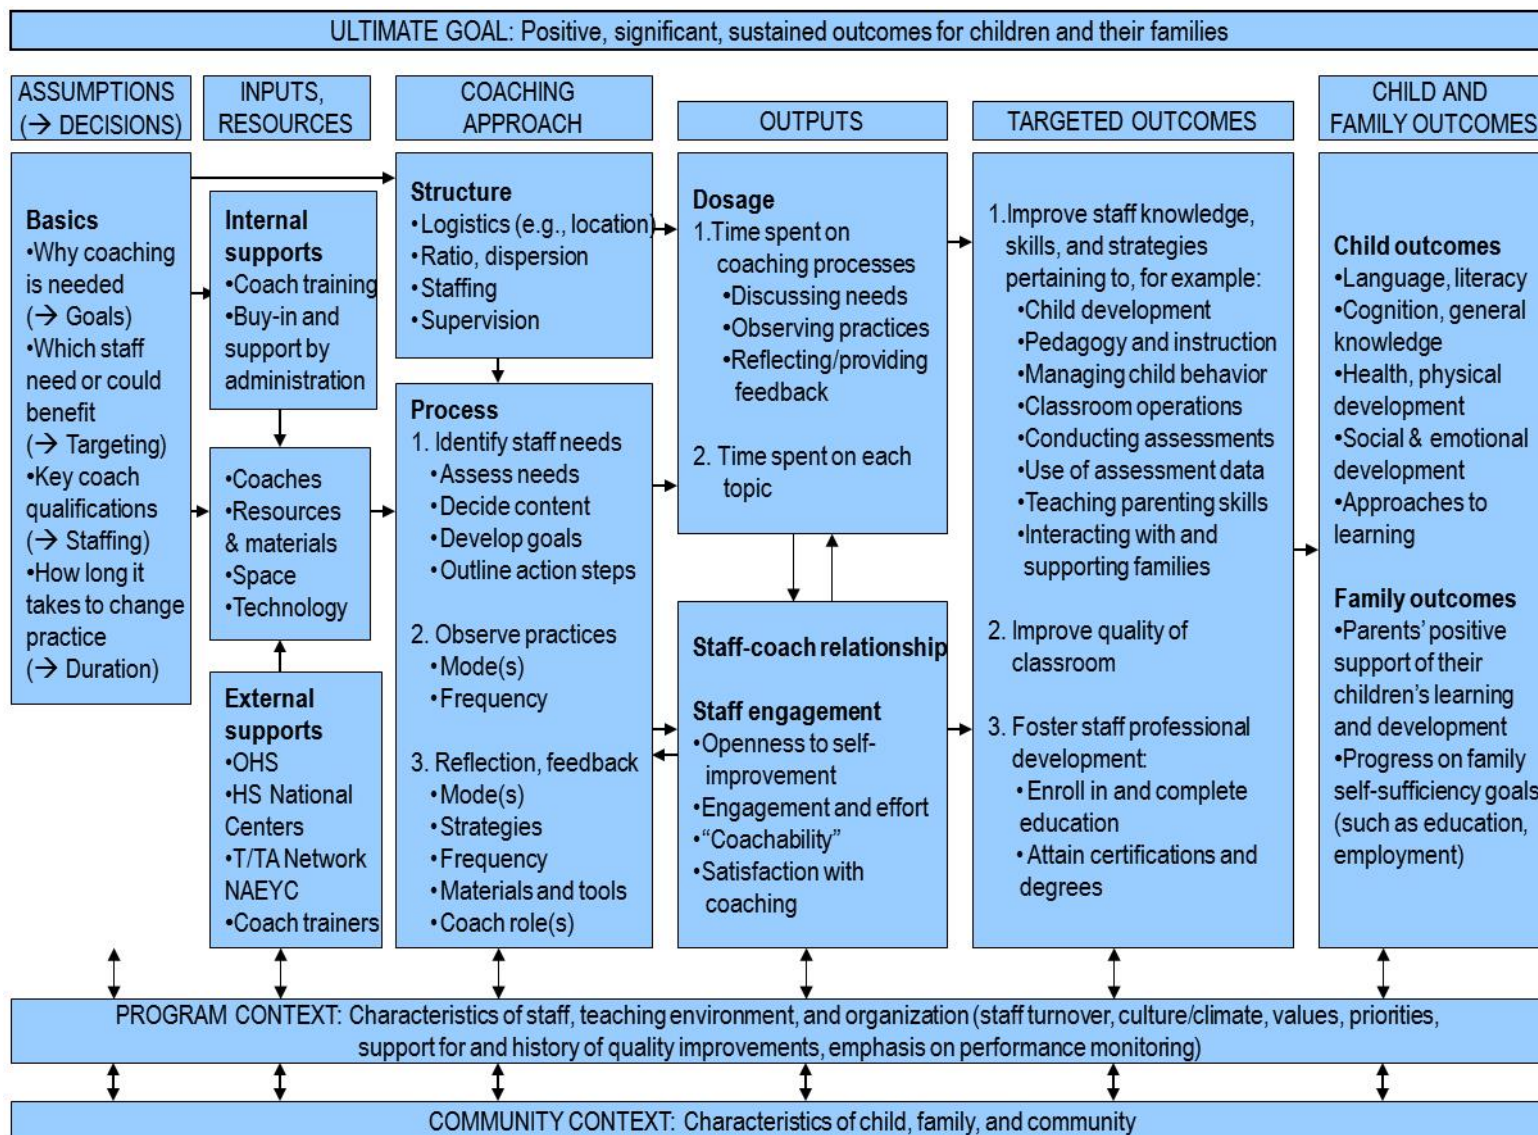 ULTIMATE GOAL: Positive, significant, sustained outcomes for children and their families
ASSUMPTIONS
(→ DECISIONS)
INPUTS,
RESOURCES
COACHING
APPROACH
OUTPUTS
TARGETED OUTCOMES
CHILD AND
FAMILY OUTCOMES
Basics
•Why coaching
is needed
(→ Goals)
•Which staff
need or could
benefit
(→ Targeting)
•Key coach
qualifications
(→ Staffing)
•How long it
takes to change
practice
(→ Duration)
Internal
supports
•Coach training
•Buy-in and
support by
administration
•Coaches
•Resources
& materials
•Space
•Technology
External
supports
•OHS
•HS National
Centers
•T/TA Network
NAEYC
•Coach trainers
Structure
•Logistics (e.g., location)
•Ratio, dispersion
•Staffing
•Supervision
Process
1. Identify staff needs
•Assess needs
•Decide content
•Develop goals
•Outline action steps
2. Observe practices
•Mode(s)
•Frequency
3. Reflection, feedback
•Mode(s)
•Strategies
•Frequency
•Materials and tools
•Coach role(s)
Dosage
1.Time spent on
coaching processes
•Discussing needs
•Observing practices
•Reflecting/providing
feedback
2. Time spent on each
topic
Staff-coach relationship
Staff engagement
•Openness to self-
improvement
•Engagement and effort
•“Coachability”
•Satisfaction with
coaching
1.Improve staff knowledge,
skills, and strategies
pertaining to, for example:
•Child development
•Pedagogy and instruction
•Managing child behavior
•Classroom operations
•Conducting assessments
•Use of assessment data
•Teaching parenting skills
•Interacting with and
supporting families
2. Improve quality of
classroom
3. Foster staff professional
development:
•Enroll in and complete
education
•Attain certifications and
degrees
Child outcomes
•Language, literacy
•Cognition, general
knowledge
•Health, physical
development
•Social & emotional
development
•Approaches to
learning
Family outcomes
•Parents’ positive
support of their
children’s learning
and development
•Progress on family
self-sufficiency goals
(such as education,
employment)
PROGRAM CONTEXT: Characteristics of staff, teaching environment, and organization (staff turnover, culture/climate, values, priorities,
support for and history of quality improvements, emphasis on performance monitoring)
COMMUNITY CONTEXT: Characteristics of child, family, and community